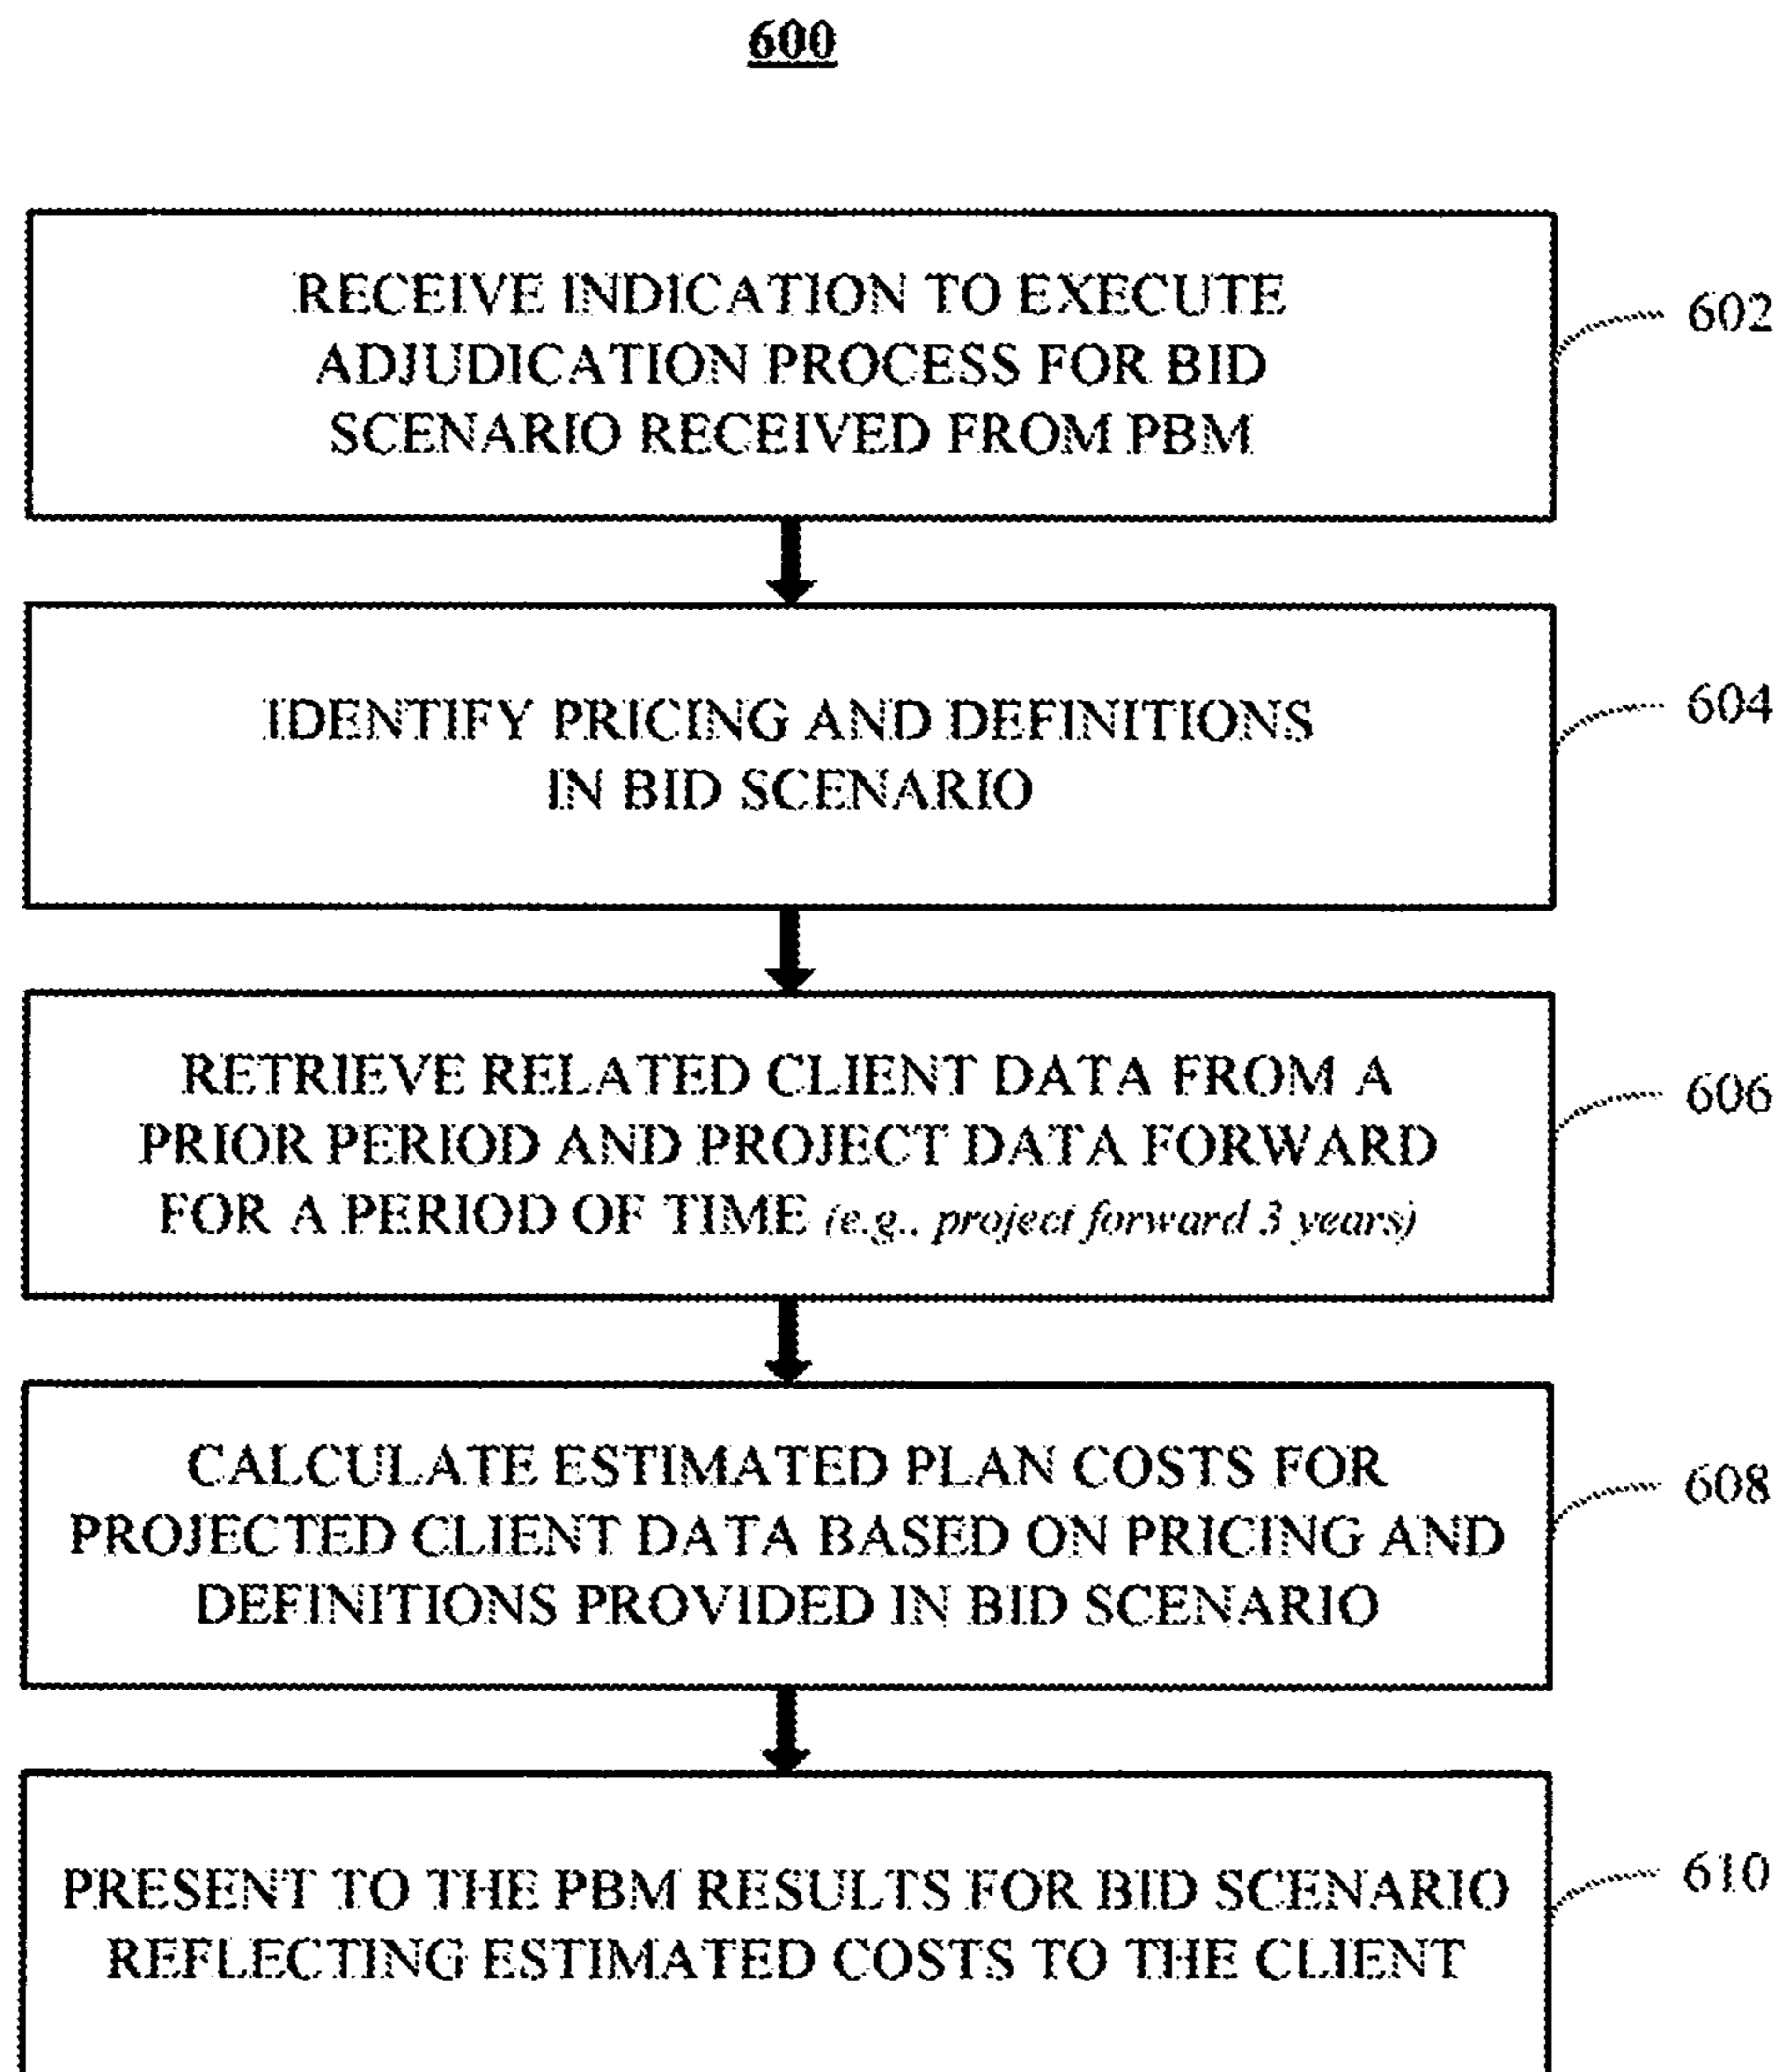 600
RECEIVE INDICATION TO EXECUTE
ADJUDICATION PROCESS FOR BID
SCENARIO RECEIVED FROM PBM
602
IDENTIFY PRICING AND DEFINITIONS
IN BID SCENARIO
604
RETRIEVE RELATED CLIENT DATA FROM A
PRIOR PERIOD AND PROJECT DATA FORWARD
FOR A PERIOD OF TIME (e.g., project forward 3 years)
606
CALCULATE ESTIMATED PLAN COSTS FOR
PROJECTED CLIENT DATA BASED ON PRICING AND
DEFINITIONS PROVIDED IN BID SCENARIO
608
PRESENT TO THE PBM RESULTS FOR BID SCENARIO
REFLECTING ESTIMATED COSTS TO THE CLIENT
610